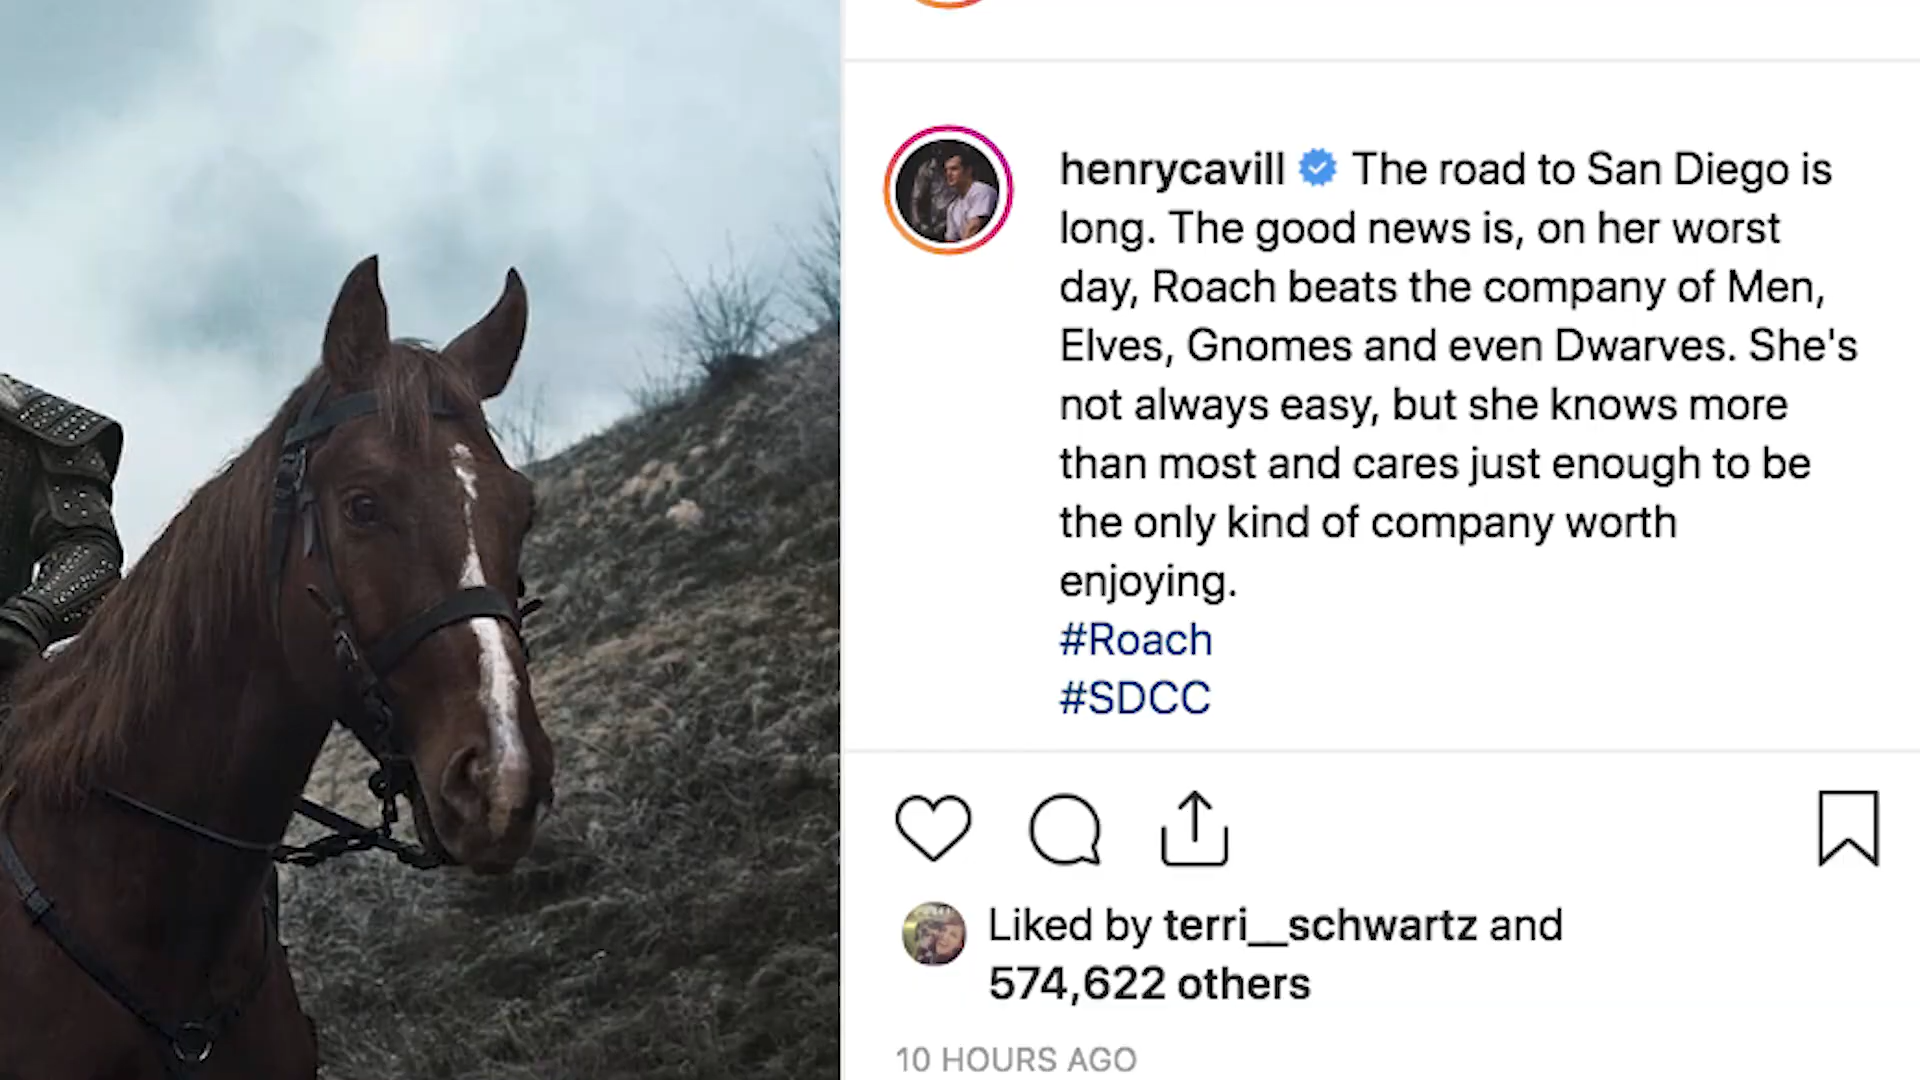 henrycavill The road to San Diego is
long. The good news is, on her worst
day, Roach beats the company of Men,
Elves, Gnomes and even Dwarves. She's
not always easy, but she knows more
than most and cares just enough to be
the only kind of company worth
enjoying.
#Roach
#SDCC
Liked by terri__schwartz and
574,622 others
10 HOURS AGO